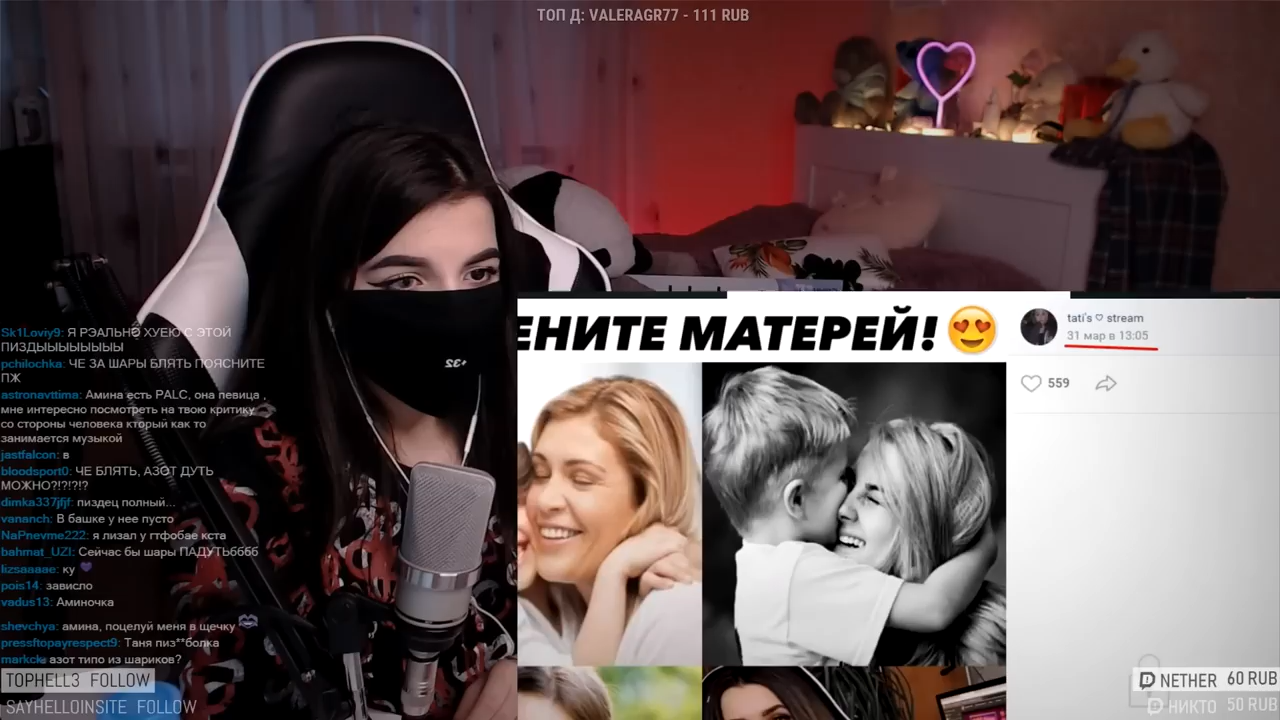 ТОП Д: VALERAGR77 - 111 RUB
ЕНИТЕ МАТЕРЕЙ!
tati's ♡ stream
31 мар в 13:05
559
Sk1Loviy9: Я РЭАЛЬНО ХУЕЮ С ЭТОЙ
ПИЗДЫЫЫЫЫЫЫЫ
pchilochka: ЧЕ ЗА ШАРЫ БЛЯТЬ ПОЯСНИТЕ
ПЖ
astronavttima: Амина есть PALC, она певица ,
мне интересно посмотреть на твою критику
со стороны человека кторый как то
занимается музыкой
jastfalcon: в
bloodsport0: ЧЕ БЛЯТЬ, АЗОТ ДУТЬ
МОЖНО?!?!?!?
dimka337jfjf: пиздец полный...
vananch: В башке у нее пусто
NaPnevme222: я лизал у гтфобае кста
bahmat_UZI: Сейчас бы шары ПАДУТЬбббб
lizsaaaae: ку 💜
pois14: зависло
vadus13: Аминочка
shevchya: амина, поцелуй меня в щечку
pressftopayrespect9: Таня пиз**болка
markck: азот типо из шариков?
TOPHELL3 FOLLOW
SAYHELLOINSITE FOLLOW
NETHER 60 RUB
НИКТО 50 RUB